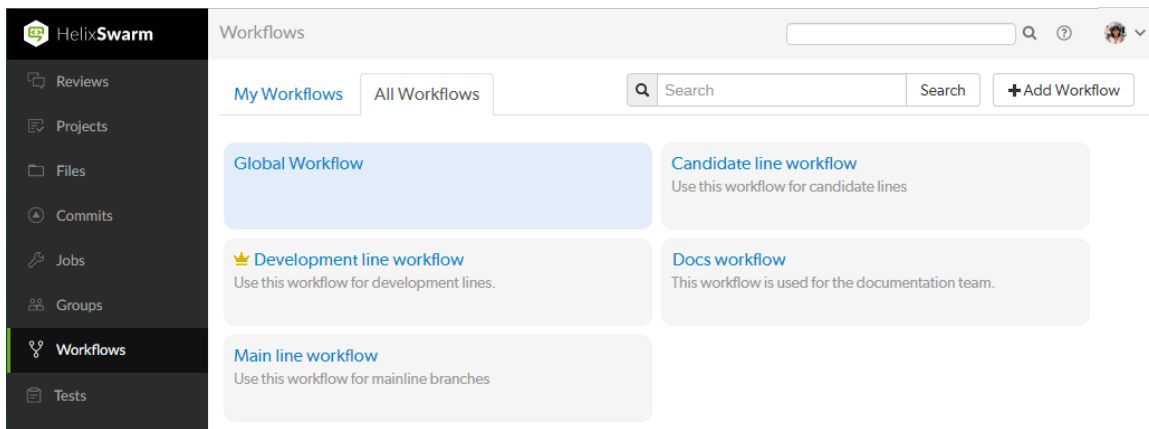 HelixSwarm
Workflows
Reviews
Projects
Files
Commits
Jobs
Groups
Workflows
Tests
My Workflows
All Workflows
Search
Search
Add Workflow
Global Workflow
Candidate line workflow
Use this workflow for candidate lines
Development line workflow
Use this workflow for development lines.
Docs workflow
This workflow is used for the documentation team.
Main line workflow
Use this workflow for mainline branches